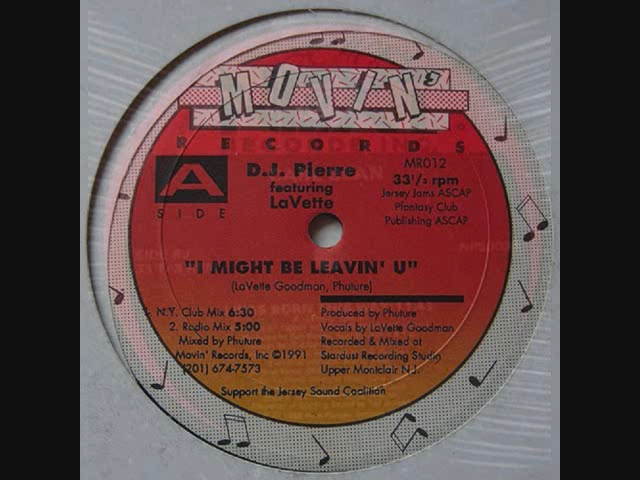 MOVIN'
RECORDS
A
SIDE
D.J. Pierre
featuring
LaVette
MR012
33 1/3 rpm
Jersey Jams ASCAP
Pfantasy Club
Publishing ASCAP
"I MIGHT BE LEAVIN' U"
(LaVette Goodman, Phuture)
1. N.Y. Club Mix 6:30
2. Radio Mix 5:00
Mixed by Phuture
Movin' Records, Inc ©1991
(201) 674-7573
Produced by Phuture
Vocals by LaVette Goodman
Recorded & Mixed at
Stardust Recording Studio
Upper Montclair N.J.
Support the Jersey Sound Coalition